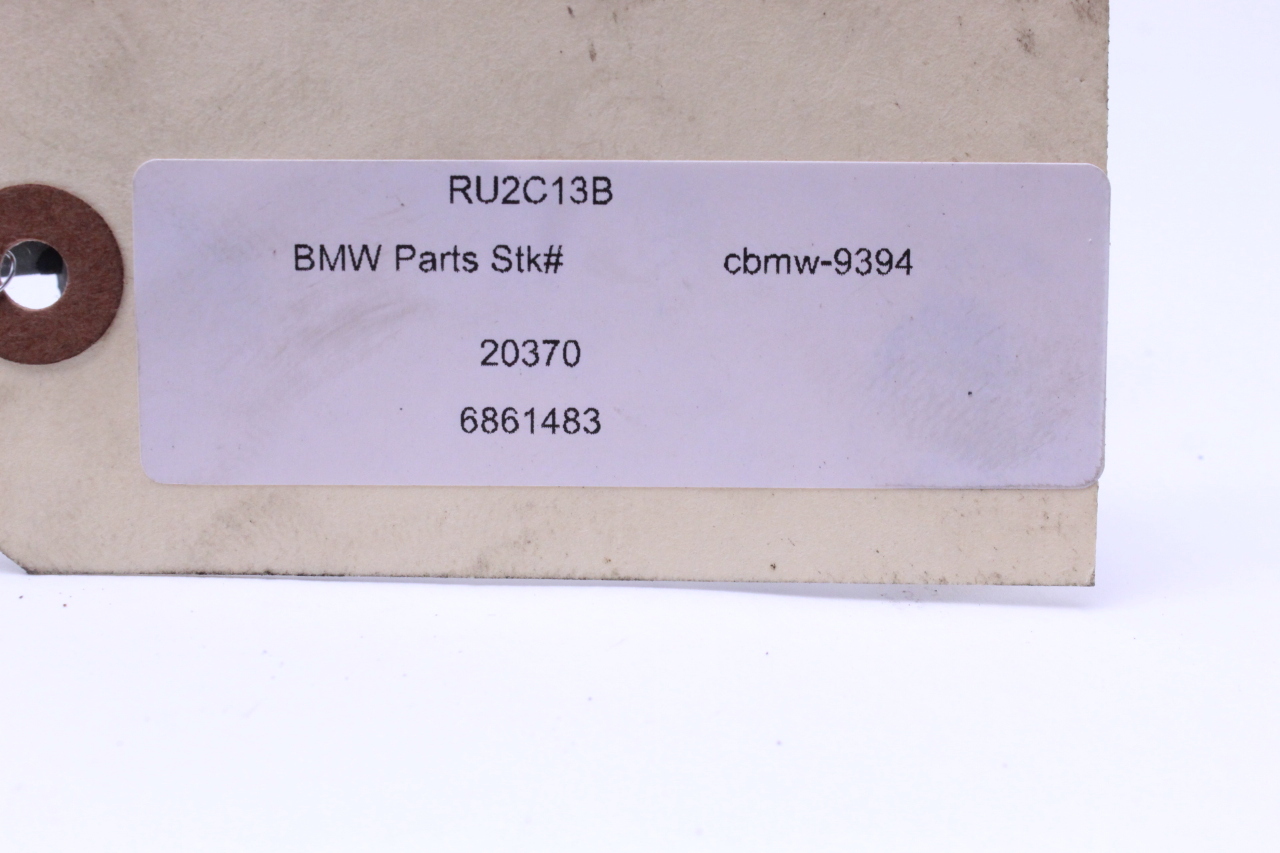 RU2C13B
BMW Parts Stk# cbmw-9394
20370
6861483